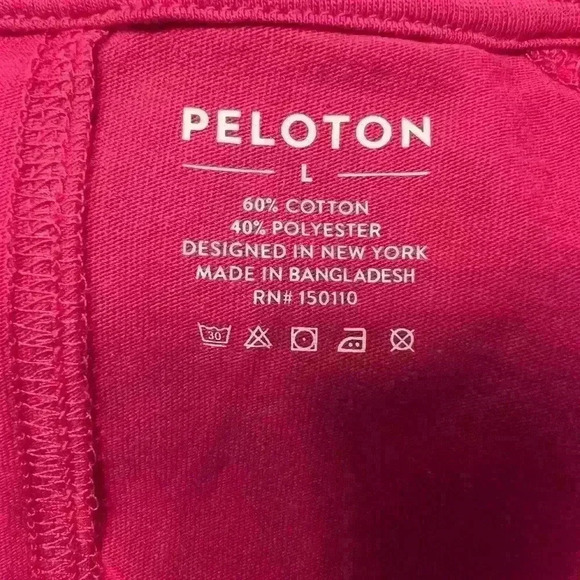 PELOTON
L
60% COTTON
40% POLYESTER
DESIGNED IN NEW YORK
MADE IN BANGLADESH
RN# 150110
30